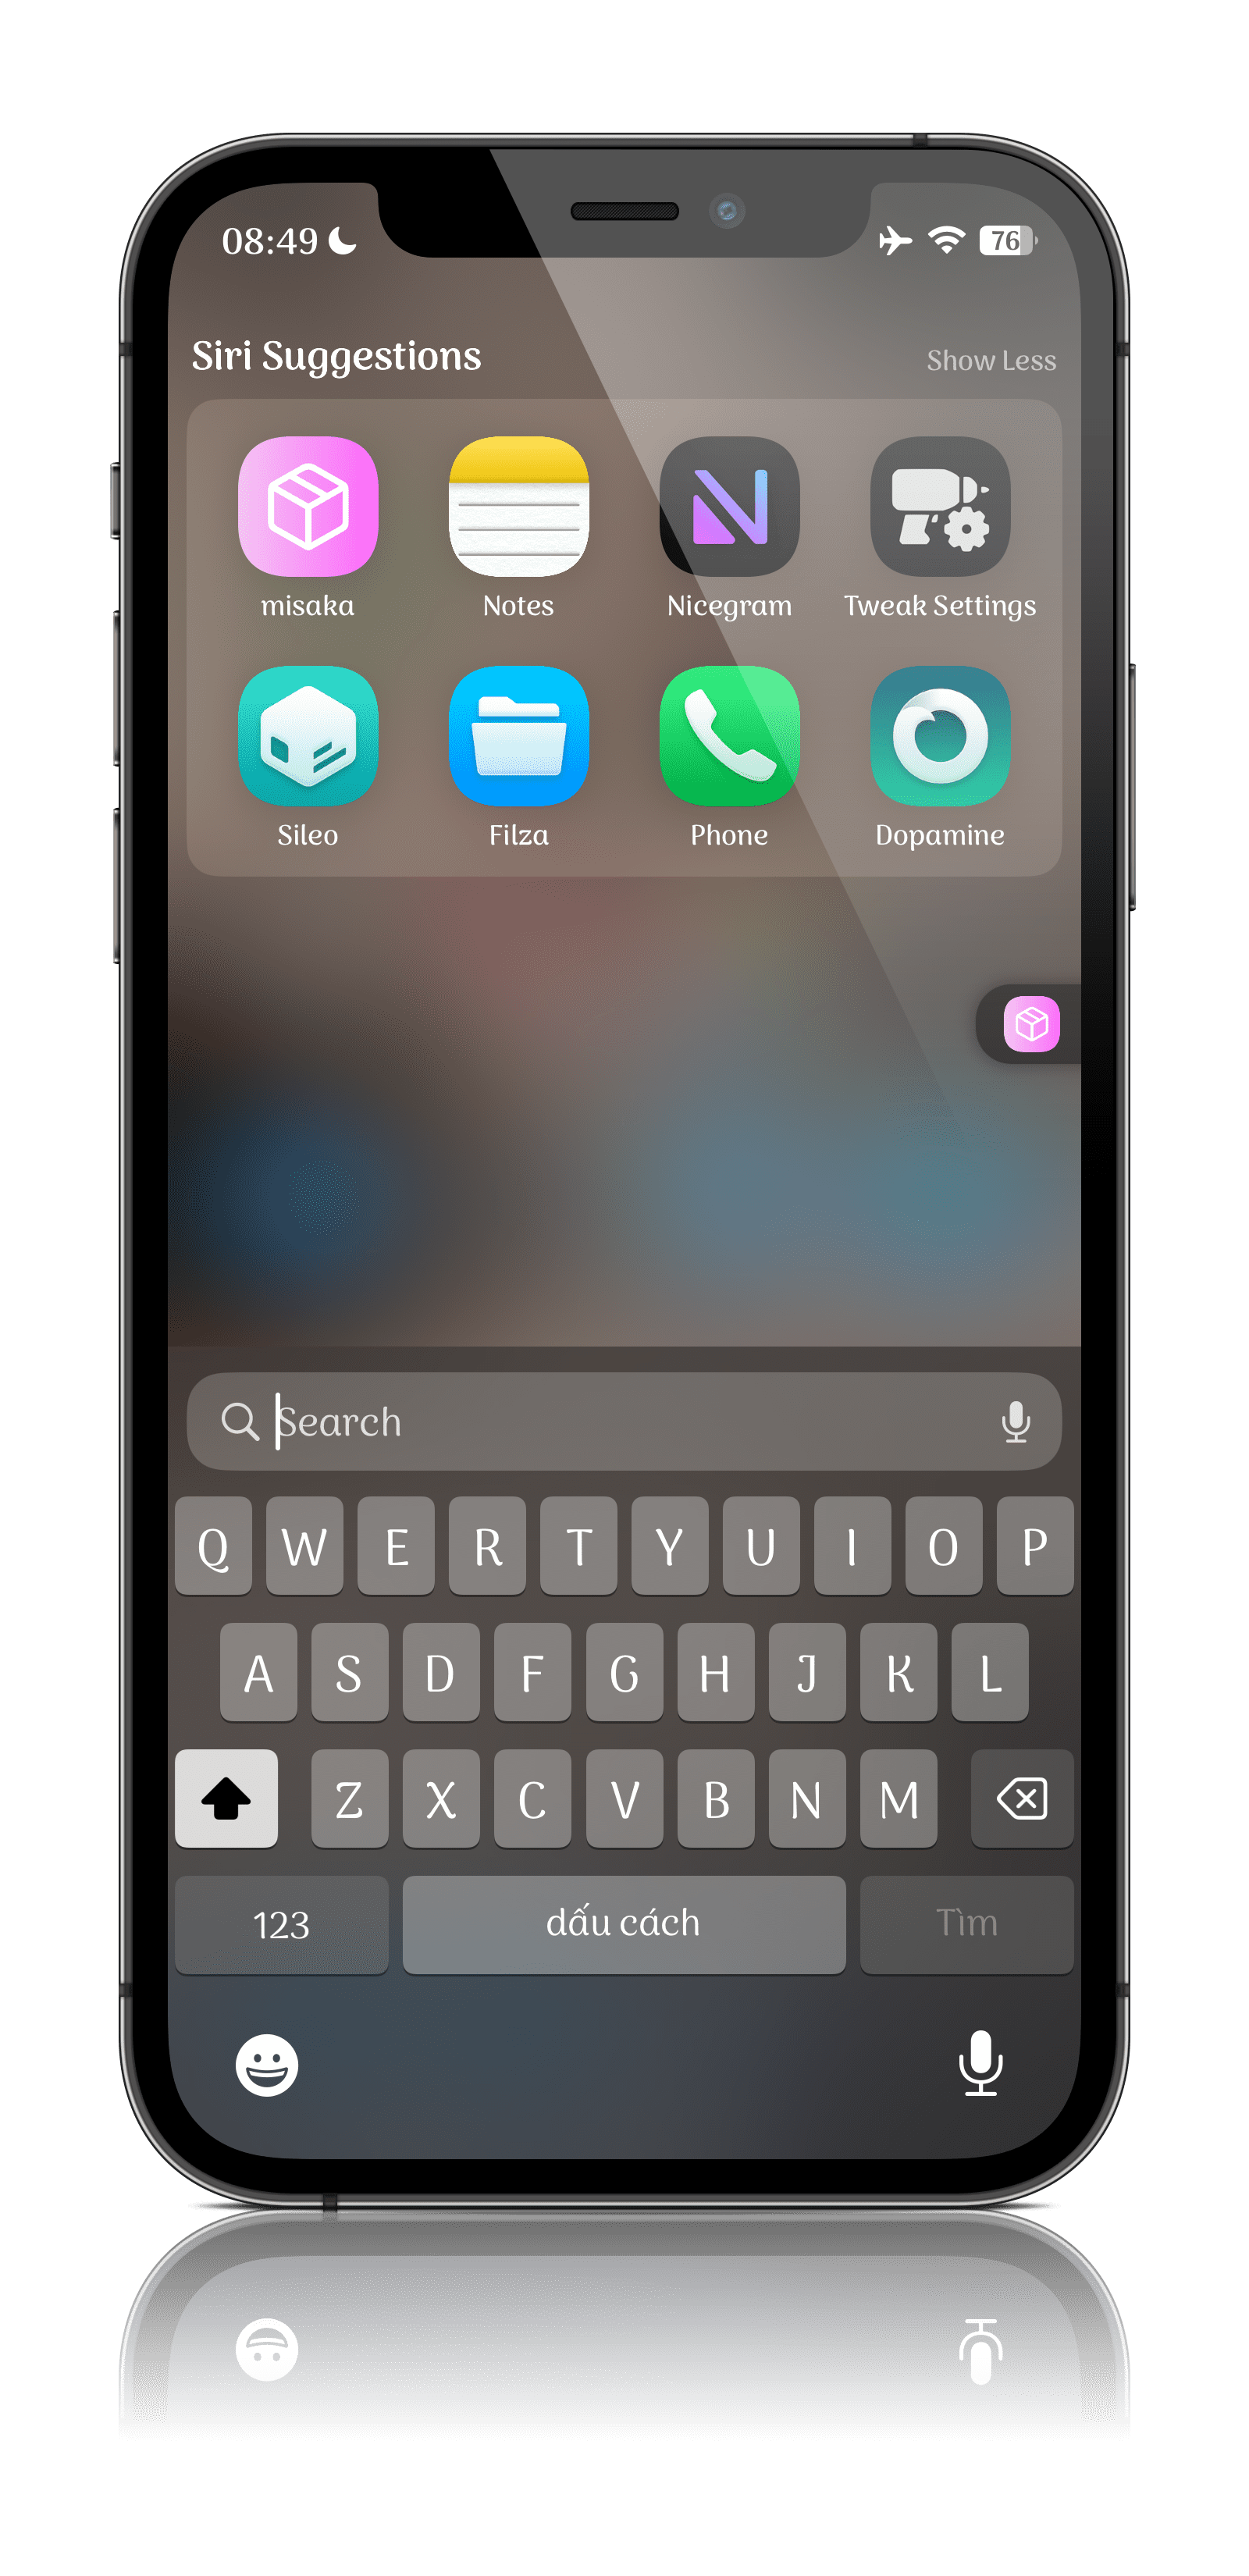 08:49 76
Siri Suggestions Show Less
misaka Notes Nicegram Tweak Settings
Sileo Filza Phone Dopamine
Search
Q W E R T Y U I O P
A S D F G H J K L
Z X C V B N M
123 dấu cách Tìm